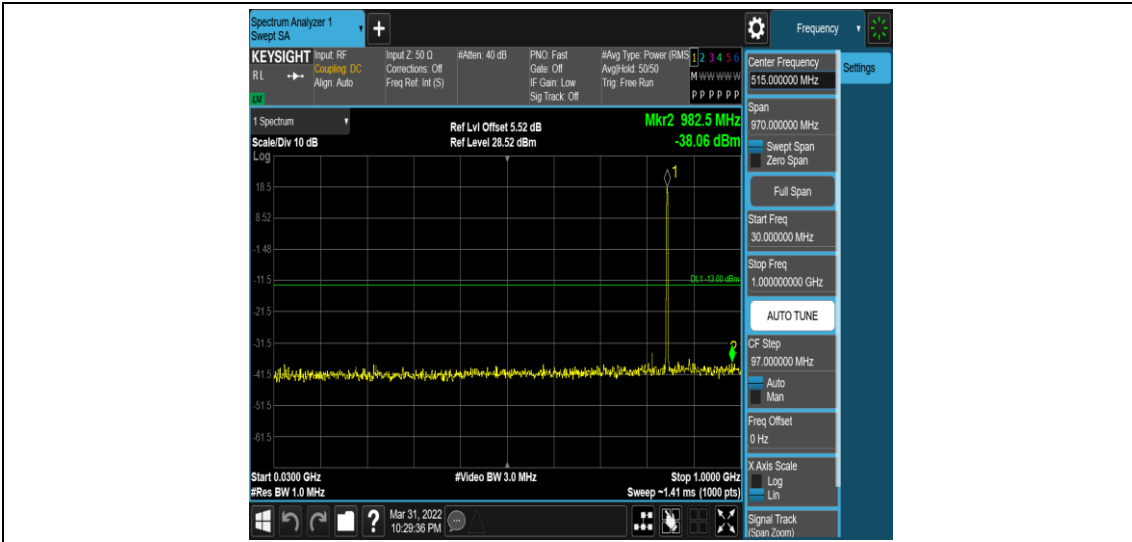 Spectrum Analyzer 1
Swept SA
Frequency
KEYSIGHT
RL
LNI
Input: RF
Coupling: DC
Align: Auto
Input Z: 50 Ω
Corrections: Off
Freq Ref: Int (S)
#Atten: 40 dB
PNO: Fast
Gate: Off
IF Gain: Low
Sig Track: Off
#Avg Type: Power (RMS
Avg|Hold: 50/50
Trig: Free Run
1 2 3 4 5 6
M W W W W W
P P P P P P
1 Spectrum
Scale/Div 10 dB
Log
Ref Lvl Offset 5.52 dB
Ref Level 28.52 dBm
Mkr2 982.5 MHz
-38.06 dBm
1
18.5
8.52
-1.48
-11.5
DL1 -13.00 dBm
-21.5
-31.5
2
-41.5
-51.5
-61.5
Start 0.0300 GHz
#Res BW 1.0 MHz
#Video BW 3.0 MHz
Stop 1.0000 GHz
Sweep ~1.41 ms (1000 pts)
Mar 31, 2022
10:29:36 PM
Settings
Center Frequency
515.000000 MHz
Span
970.000000 MHz
Swept Span
Zero Span
Full Span
Start Freq
30.000000 MHz
Stop Freq
1.000000000 GHz
AUTO TUNE
CF Step
97.000000 MHz
Auto
Man
Freq Offset
0 Hz
X Axis Scale
Log
Lin
Signal Track
(Span Zoom)